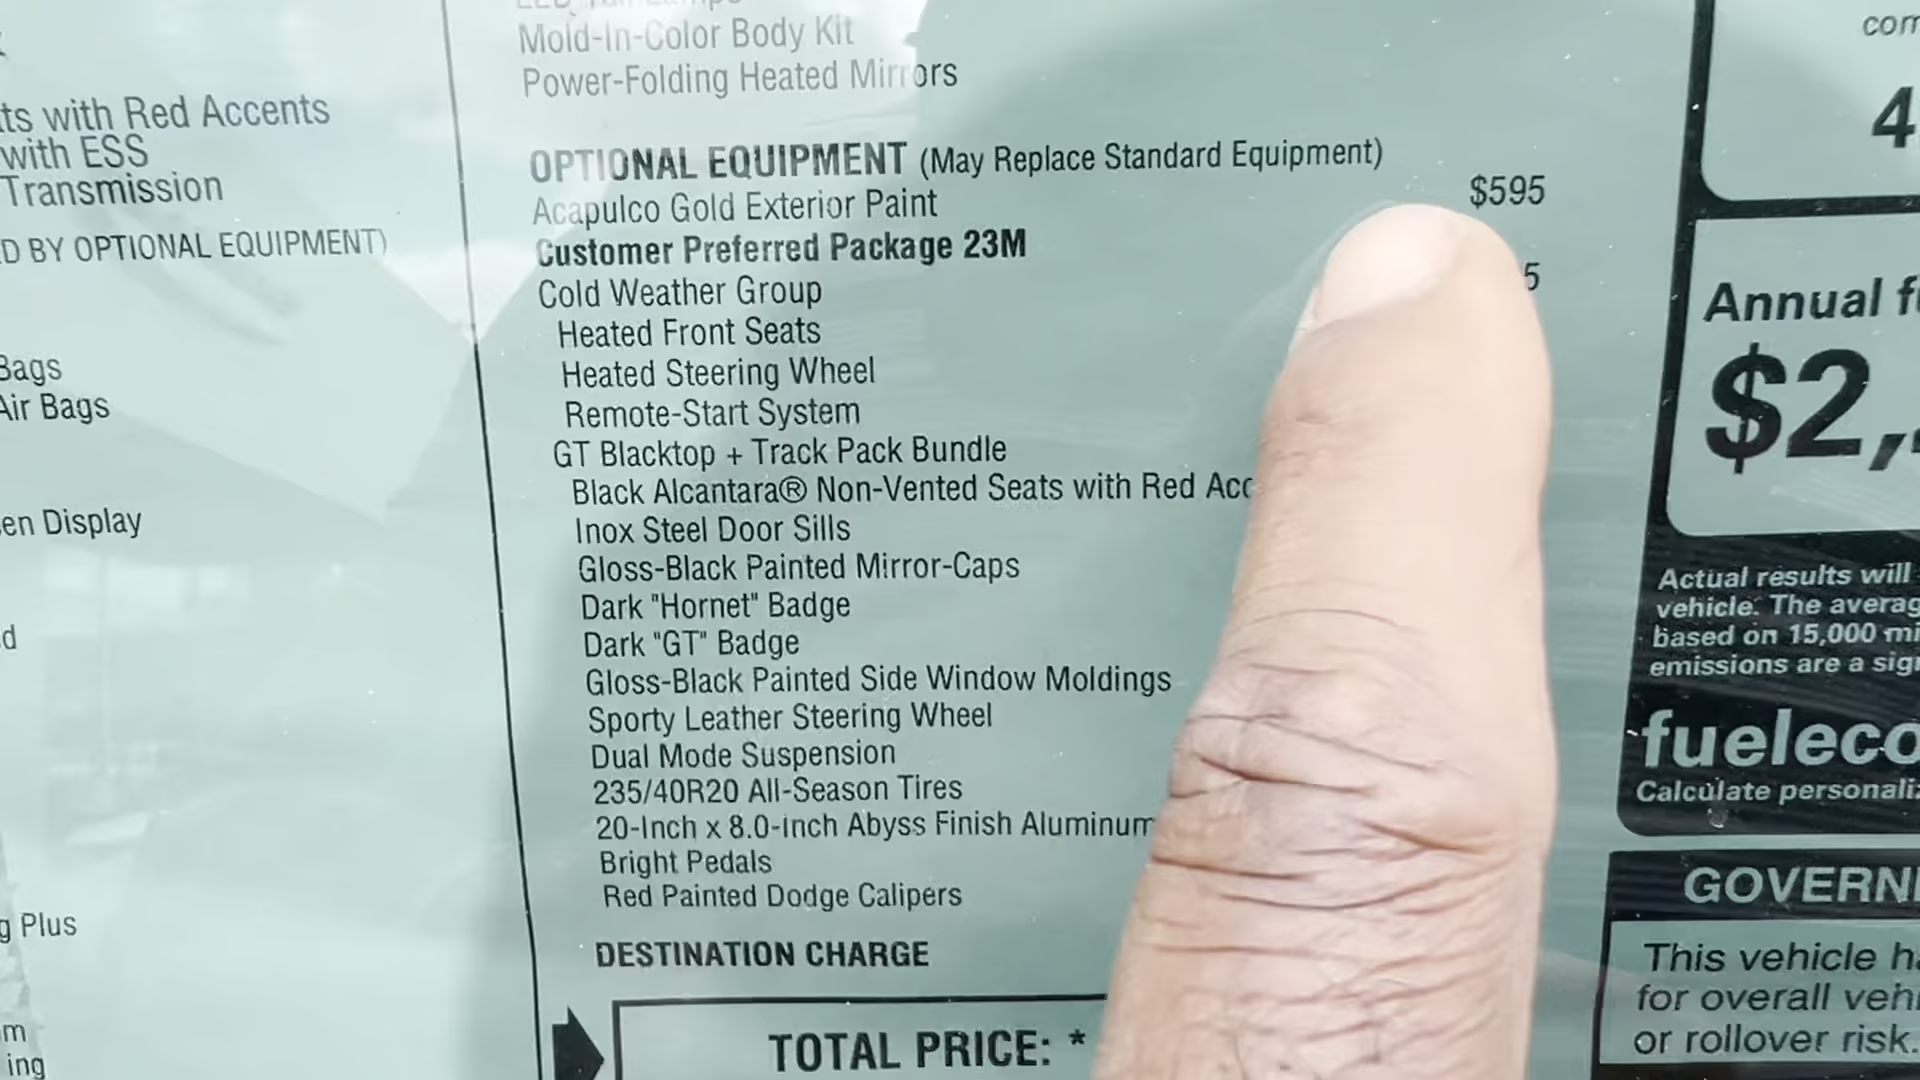 ts with Red Accents
with ESS
Transmission
D BY OPTIONAL EQUIPMENT)
Bags
Air Bags
en Display
d
g Plus
m
ing
Mold-In-Color Body Kit
Power-Folding Heated Mirrors
OPTIONAL EQUIPMENT (May Replace Standard Equipment)
Acapulco Gold Exterior Paint $595
Customer Preferred Package 23M
Cold Weather Group 5
Heated Front Seats
Heated Steering Wheel
Remote-Start System
GT Blacktop + Track Pack Bundle
Black Alcantara® Non-Vented Seats with Red Acc
Inox Steel Door Sills
Gloss-Black Painted Mirror-Caps
Dark "Hornet" Badge
Dark "GT" Badge
Gloss-Black Painted Side Window Moldings
Sporty Leather Steering Wheel
Dual Mode Suspension
235/40R20 All-Season Tires
20-Inch x 8.0-Inch Abyss Finish Aluminum
Bright Pedals
Red Painted Dodge Calipers
DESTINATION CHARGE
TOTAL PRICE: *
com
4
Annual f
$2,
Actual results will
vehicle. The averag
based on 15,000 mi
emissions are a sig
fueleco
Calculate personaliz
GOVERN
This vehicle ha
for overall vehi
or rollover risk.